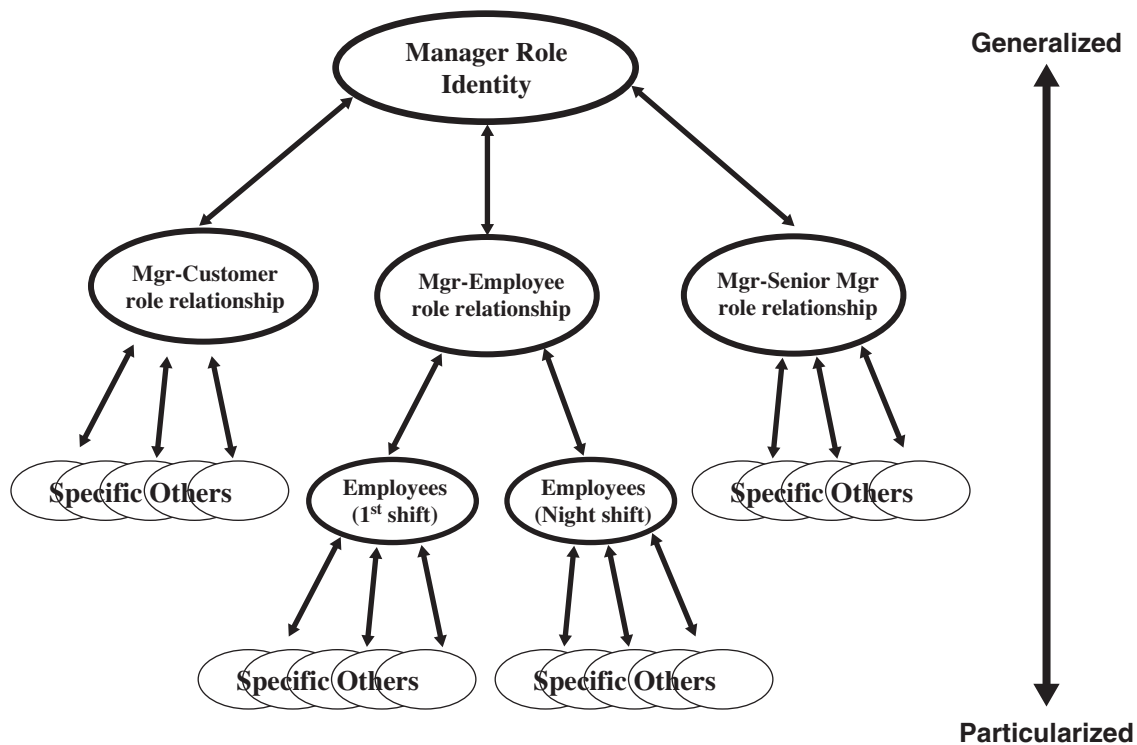 Manager Role
Identity
Generalized
Mgr-Customer
role relationship
Mgr-Employee
role relationship
Mgr-Senior Mgr
role relationship
Specific Others
Employees
(1st shift)
Employees
(Night shift)
Specific Others
Specific Others
Specific Others
Particularized